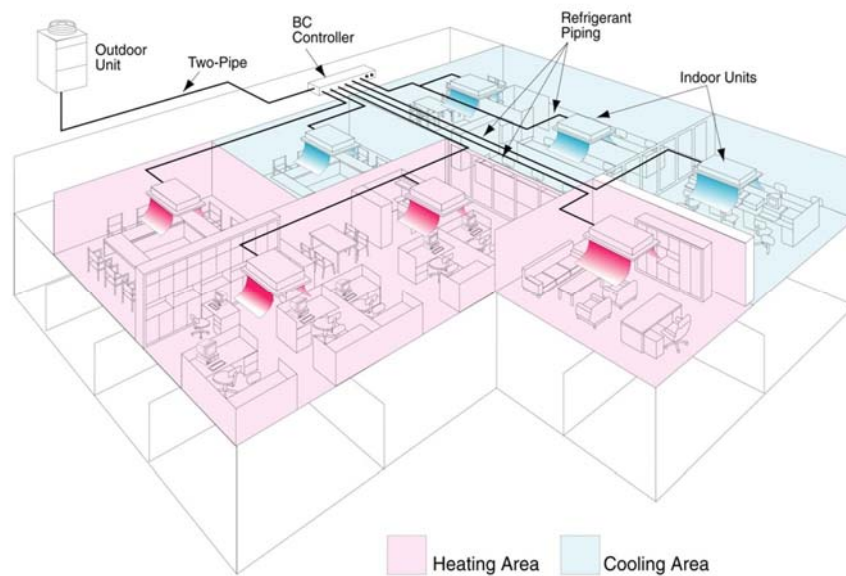 Outdoor
Unit
Two-Pipe
BC
Controller
Refrigerant
Piping
Indoor Units
Heating Area
Cooling Area